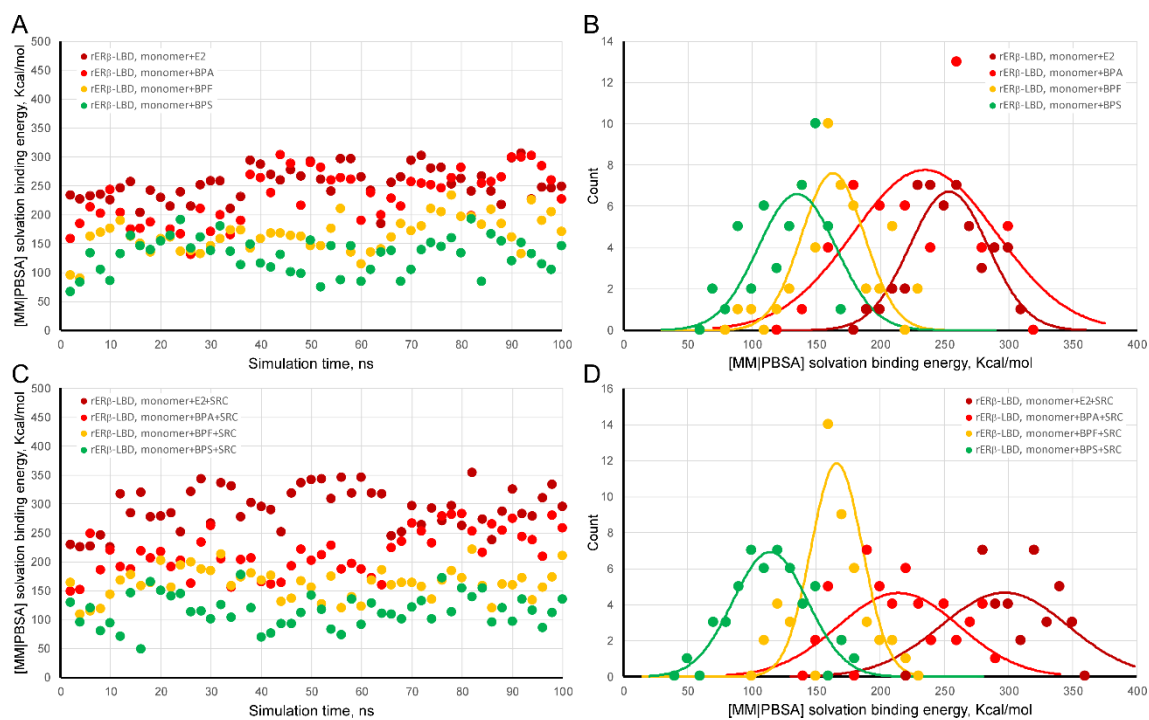 A
[MM|PBSA] solvation binding energy, Kcal/mol
500
450
400
350
300
250
200
150
100
50
0
rERβ-LBD, monomer+E2
rERβ-LBD, monomer+BPA
rERβ-LBD, monomer+BPF
rERβ-LBD, monomer+BPS
0 10 20 30 40 50 60 70 80 90 100
Simulation time, ns
B
Count
14
12
10
8
6
4
2
0
rERβ-LBD, monomer+E2
rERβ-LBD, monomer+BPA
rERβ-LBD, monomer+BPF
rERβ-LBD, monomer+BPS
0 50 100 150 200 250 300 350 400
[MM|PBSA] solvation binding energy, Kcal/mol
C
[MM|PBSA] solvation binding energy, Kcal/mol
500
450
400
350
300
250
200
150
100
50
0
rERβ-LBD, monomer+E2+SRC
rERβ-LBD, monomer+BPA+SRC
rERβ-LBD, monomer+BPF+SRC
rERβ-LBD, monomer+BPS+SRC
0 10 20 30 40 50 60 70 80 90 100
Simulation time, ns
D
Count
16
14
12
10
8
6
4
2
0
rERβ-LBD, monomer+E2+SRC
rERβ-LBD, monomer+BPA+SRC
rERβ-LBD, monomer+BPF+SRC
rERβ-LBD, monomer+BPS+SRC
0 50 100 150 200 250 300 350 400
[MM|PBSA] solvation binding energy, Kcal/mol